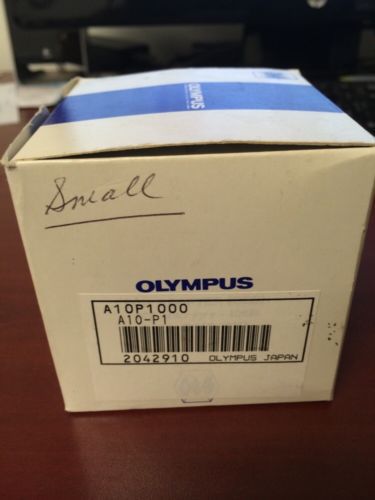 OLYMPUS
Small
OLYMPUS
A10P1000
A10-P1
2042910 OLYMPUS JAPAN